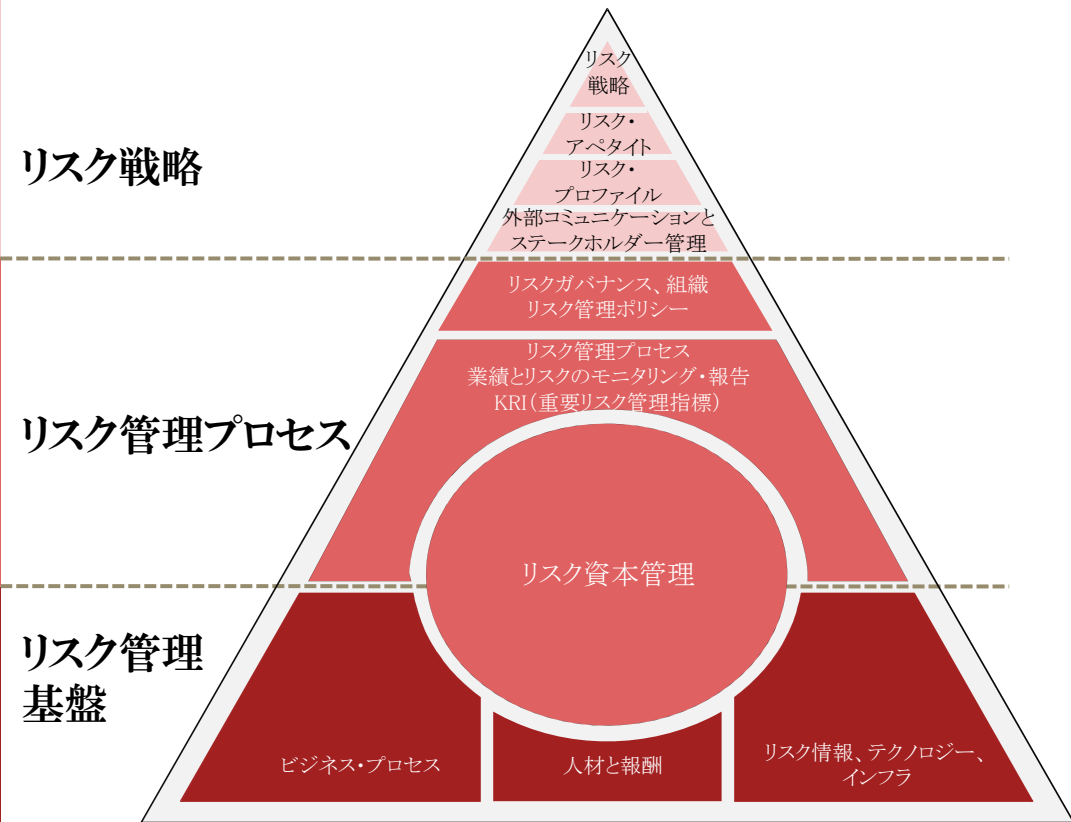 リスク戦略
リスク
戦略
リスク・
アペタイト
リスク・
プロファイル
外部コミュニケーションと
ステークホルダー管理
リスク管理プロセス
リスクガバナンス、組織
リスク管理ポリシー
リスク管理プロセス
業績とリスクのモニタリング・報告
KRI(重要リスク管理指標)
リスク資本管理
リスク管理
基盤
ビジネス・プロセス
人材と報酬
リスク情報、テクノロジー、
インフラ